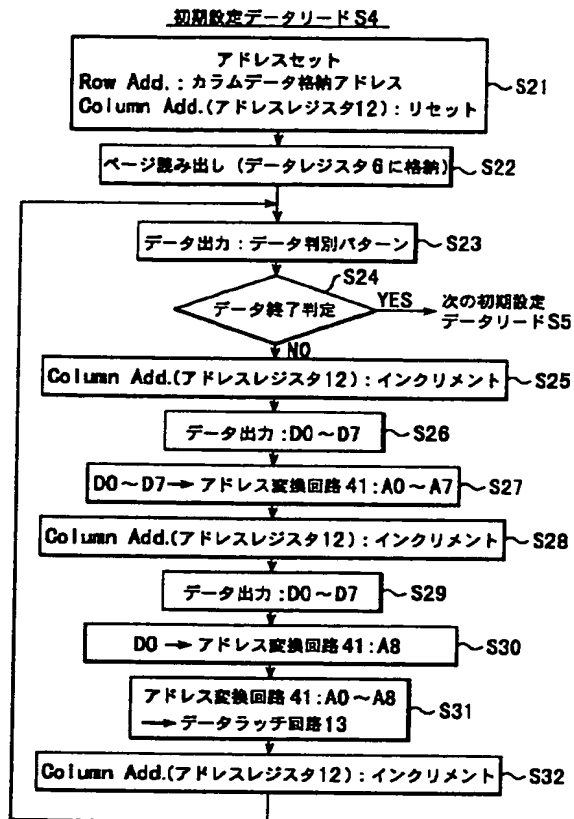 初期設定データリード S4
アドレスセット
Row Add.：カラムデータ格納アドレス
Column Add.(アドレスレジスタ12)：リセット
S21
ページ読み出し (データレジスタ6に格納)
S22
データ出力：データ判別パターン
S23
S24
データ終了判定
YES
次の初期設定
データリードS5
NO
Column Add.(アドレスレジスタ12)：インクリメント
S25
データ出力：D0～D7
S26
D0～D7→アドレス変換回路41：A0～A7
S27
Column Add.(アドレスレジスタ12)：インクリメント
S28
データ出力：D0～D7
S29
D0→アドレス変換回路41：A8
S30
アドレス変換回路41：A0～A8
→データラッチ回路13
S31
Column Add.(アドレスレジスタ12)：インクリメント
S32